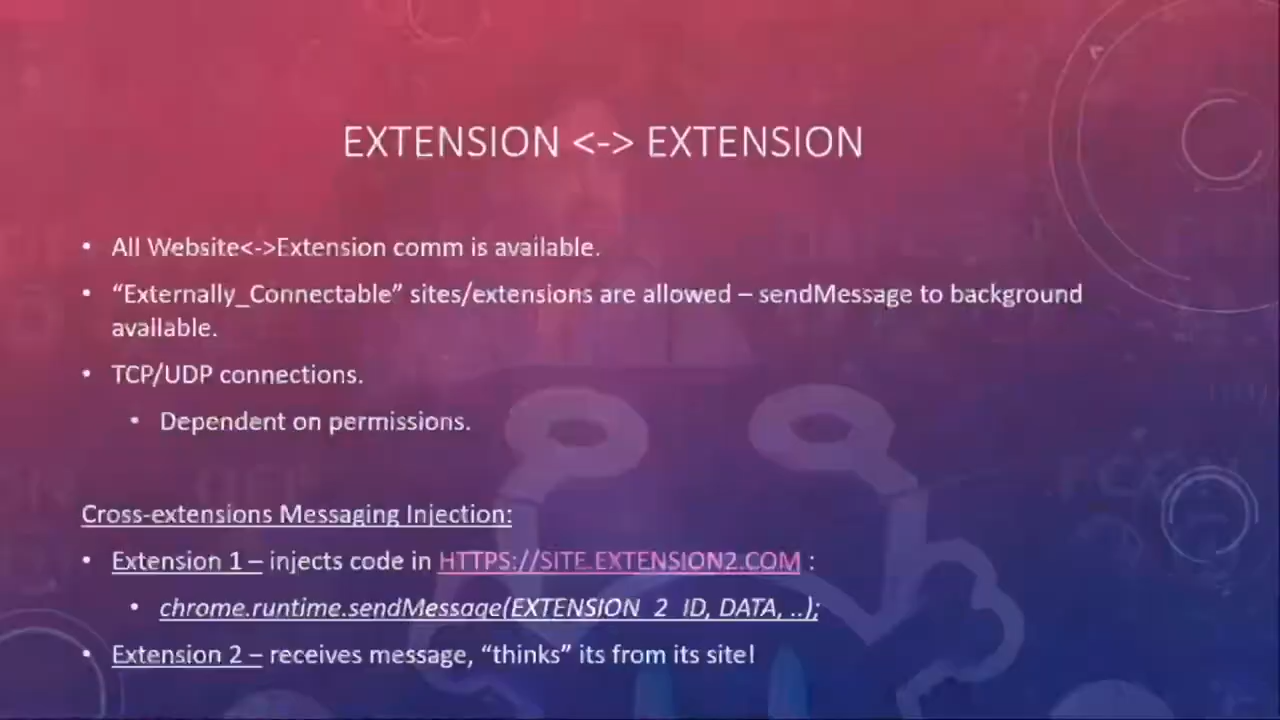 EXTENSION <-> EXTENSION
• All Website<->Extension comm is available.
• “Externally_Connectable” sites/extensions are allowed – sendMessage to background
available.
• TCP/UDP connections.
• Dependent on permissions.
Cross-extensions Messaging Injection:
• Extension 1 – injects code in HTTPS://SITE.EXTENSION2.COM :
• chrome.runtime.sendMessage(EXTENSION_2_ID, DATA, ..);
• Extension 2 – receives message, “thinks” its from its site!